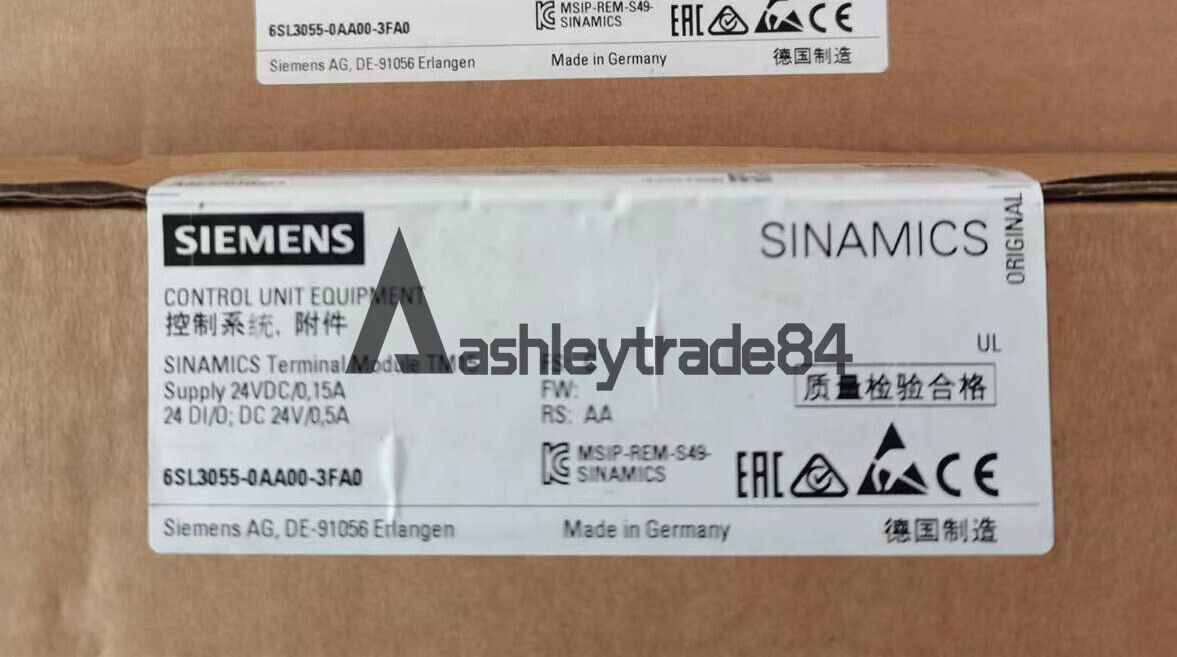 6SL3055-0AA00-3FA0
MSIP-REM-S49-
SINAMICS
EAC
CE
Siemens AG, DE-91056 Erlangen
Made in Germany
德国制造
SIEMENS
SINAMICS
ORIGINAL
CONTROL UNIT EQUIPMENT
控制系统, 附件
ashleytrade84
UL
SINAMICS Terminal Module TM15
FS: C
Supply 24VDC/0,15A
FW:
质量检验合格
24 DI/O; DC 24V/0,5A
RS: AA
6SL3055-0AA00-3FA0
MSIP-REM-S49-
SINAMICS
EAC
CE
Siemens AG, DE-91056 Erlangen
Made in Germany
德国制造